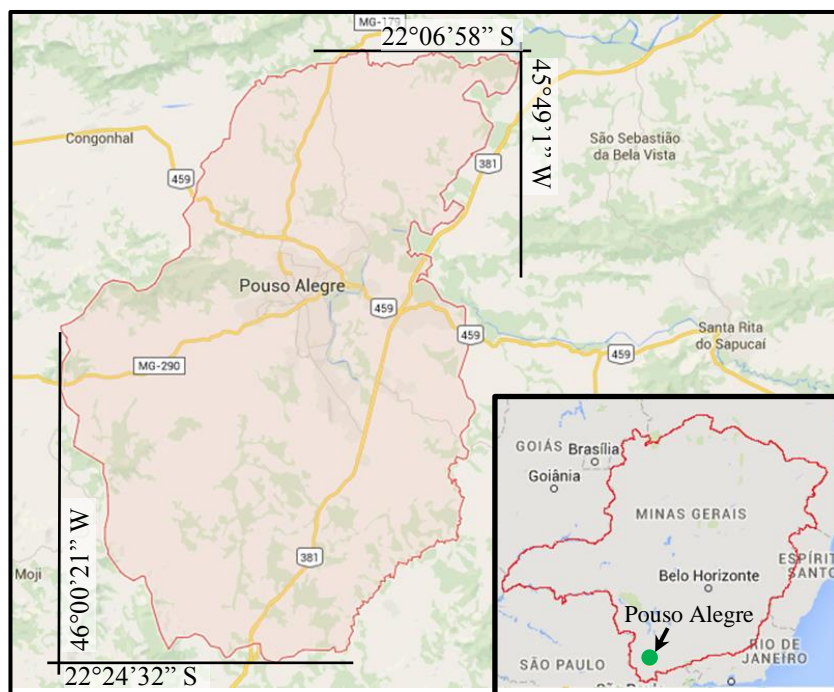 MG-179
22°06’58” S
45°49’1” W
Congonhal
São Sebastião
da Bela Vista
381
459
Pouso Alegre
459
459
459
Santa Rita
do Sapucaí
MG-290
46°00’21” W
381
Moji
22°24’32” S
GOIÁS
Brasília
Goiânia
MINAS GERAIS
ESPÍRIT
SANTO
Belo Horizonte
Pouso Alegre
RIO DE
JANEIRO
SÃO PAULO